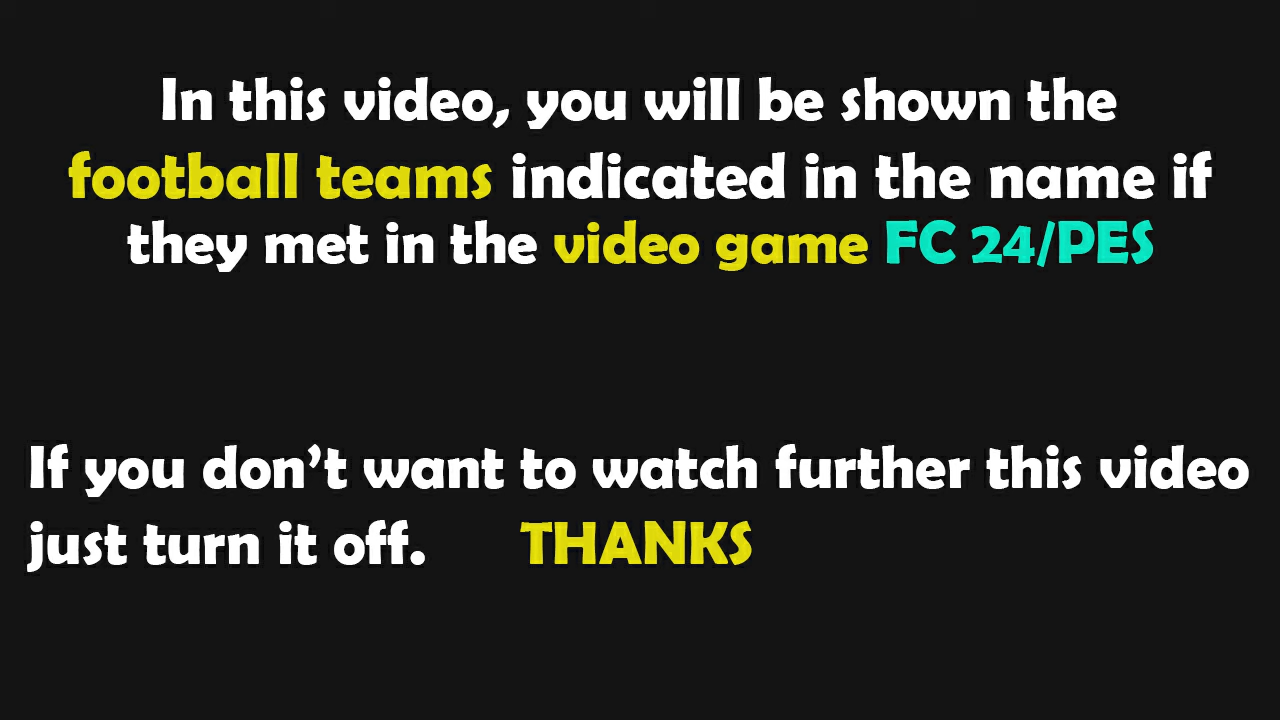 In this video, you will be shown the
football teams indicated in the name if
they met in the video game FC 24/PES
If you don’t want to watch further this video
just turn it off. THANKS